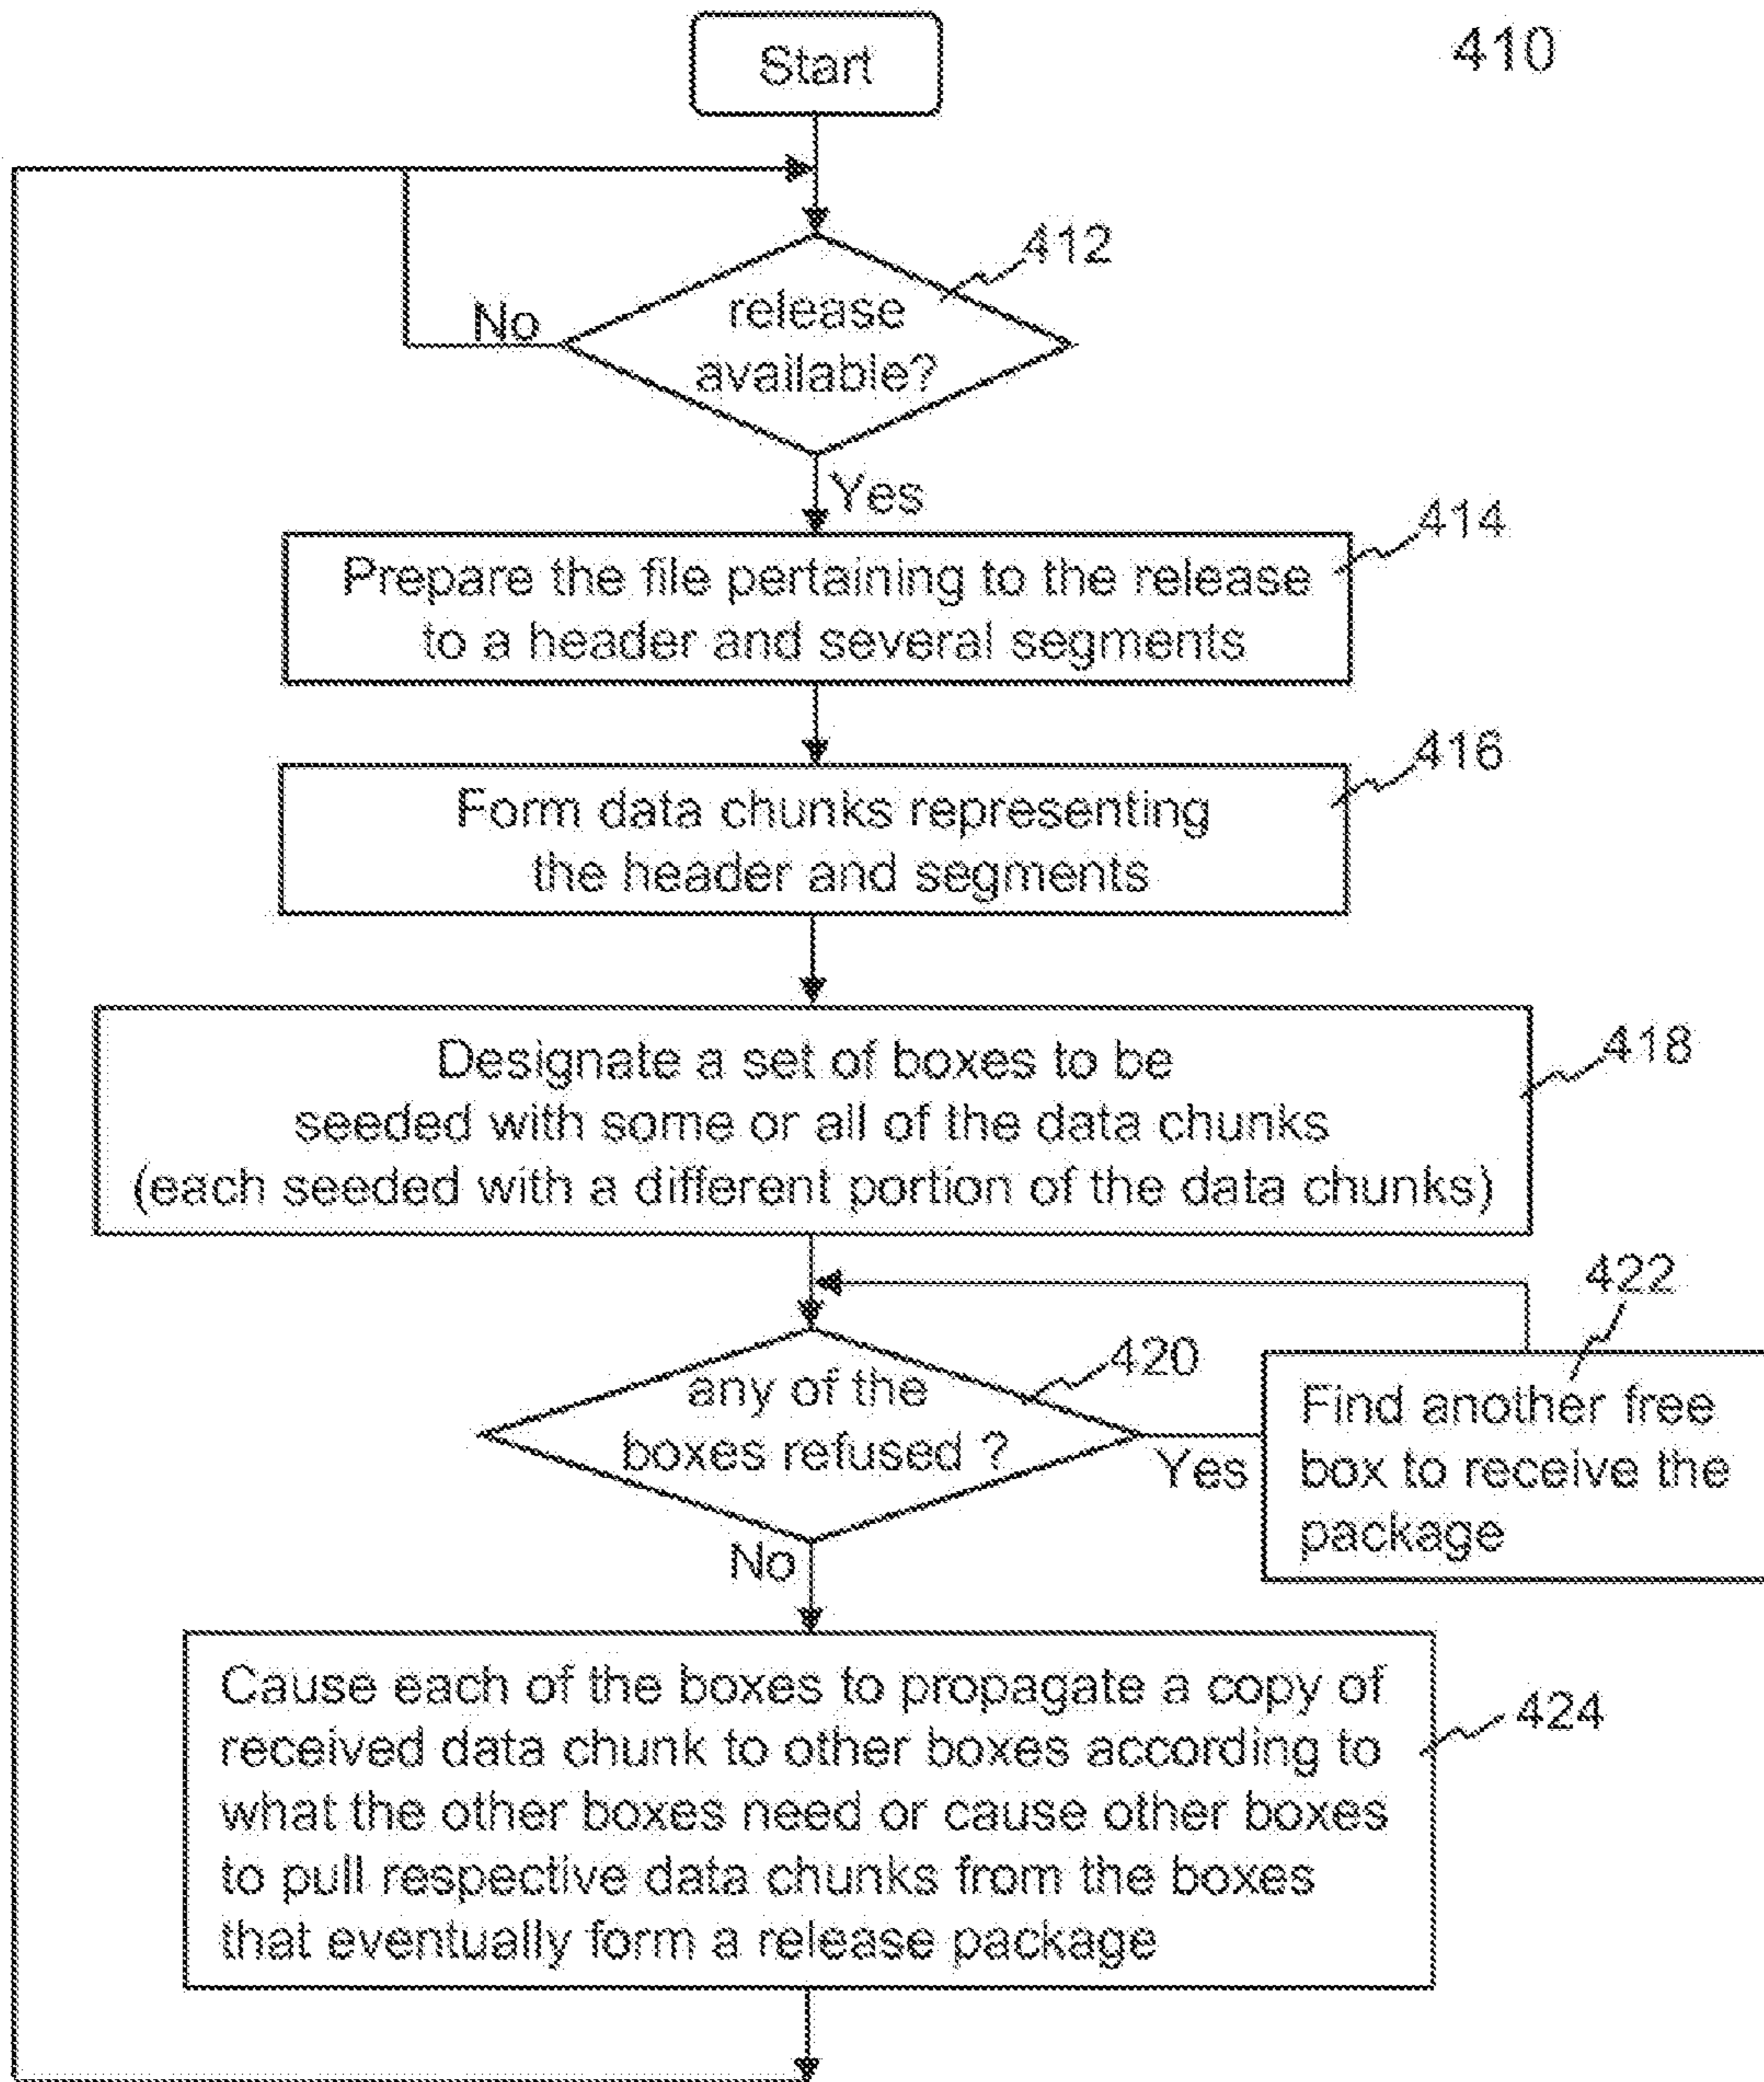 410
Start
412
release
available?
No
Yes
414
Prepare the file pertaining to the release
to a header and several segments
416
Form data chunks representing
the header and segments
418
Designate a set of boxes to be
seeded with some or all of the data chunks
(each seeded with a different portion of the data chunks)
422
420
any of the
boxes refused ?
Yes
Find another free
box to receive the
package
No
Cause each of the boxes to propagate a copy of
received data chunk to other boxes according to
what the other boxes need or cause other boxes
to pull respective data chunks from the boxes
that eventually form a release package
424